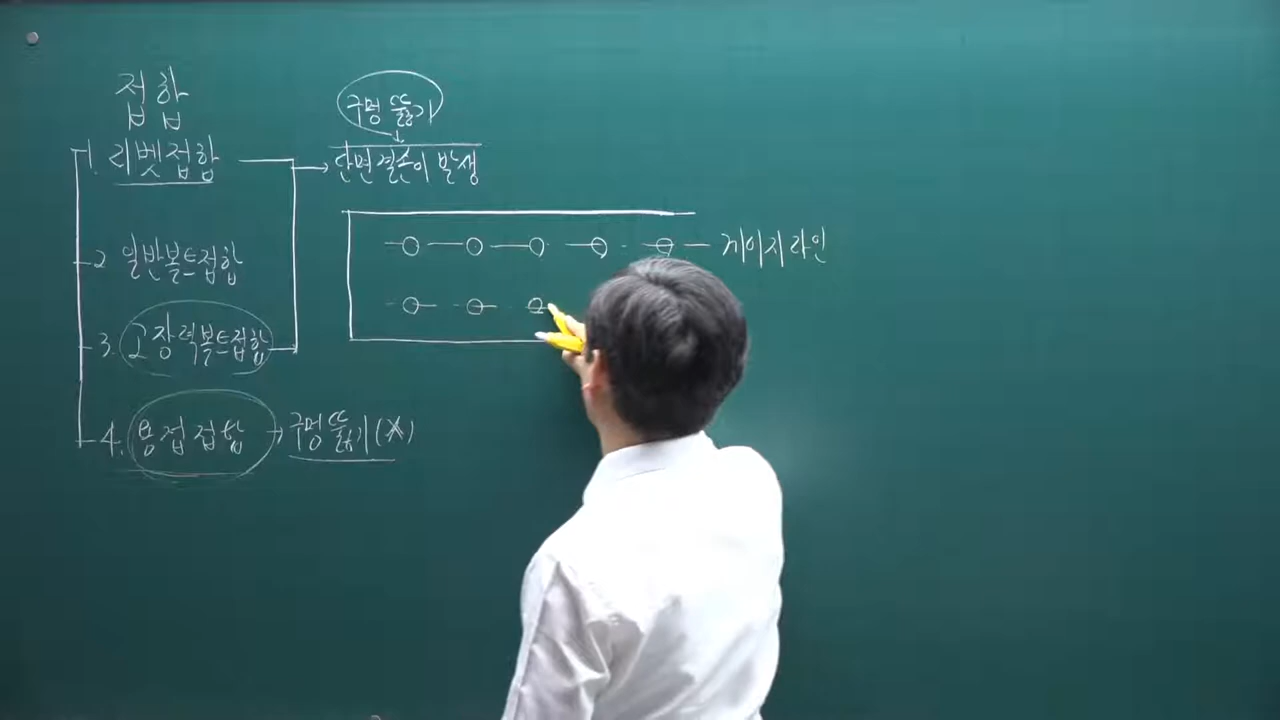 접합
1. 리벳접합
2 일반볼트접합
3. 고장력볼트접합
4. 용접접합 → 구멍뚫기(X)
구멍 뚫기
단면결손이 발생
게이지라인